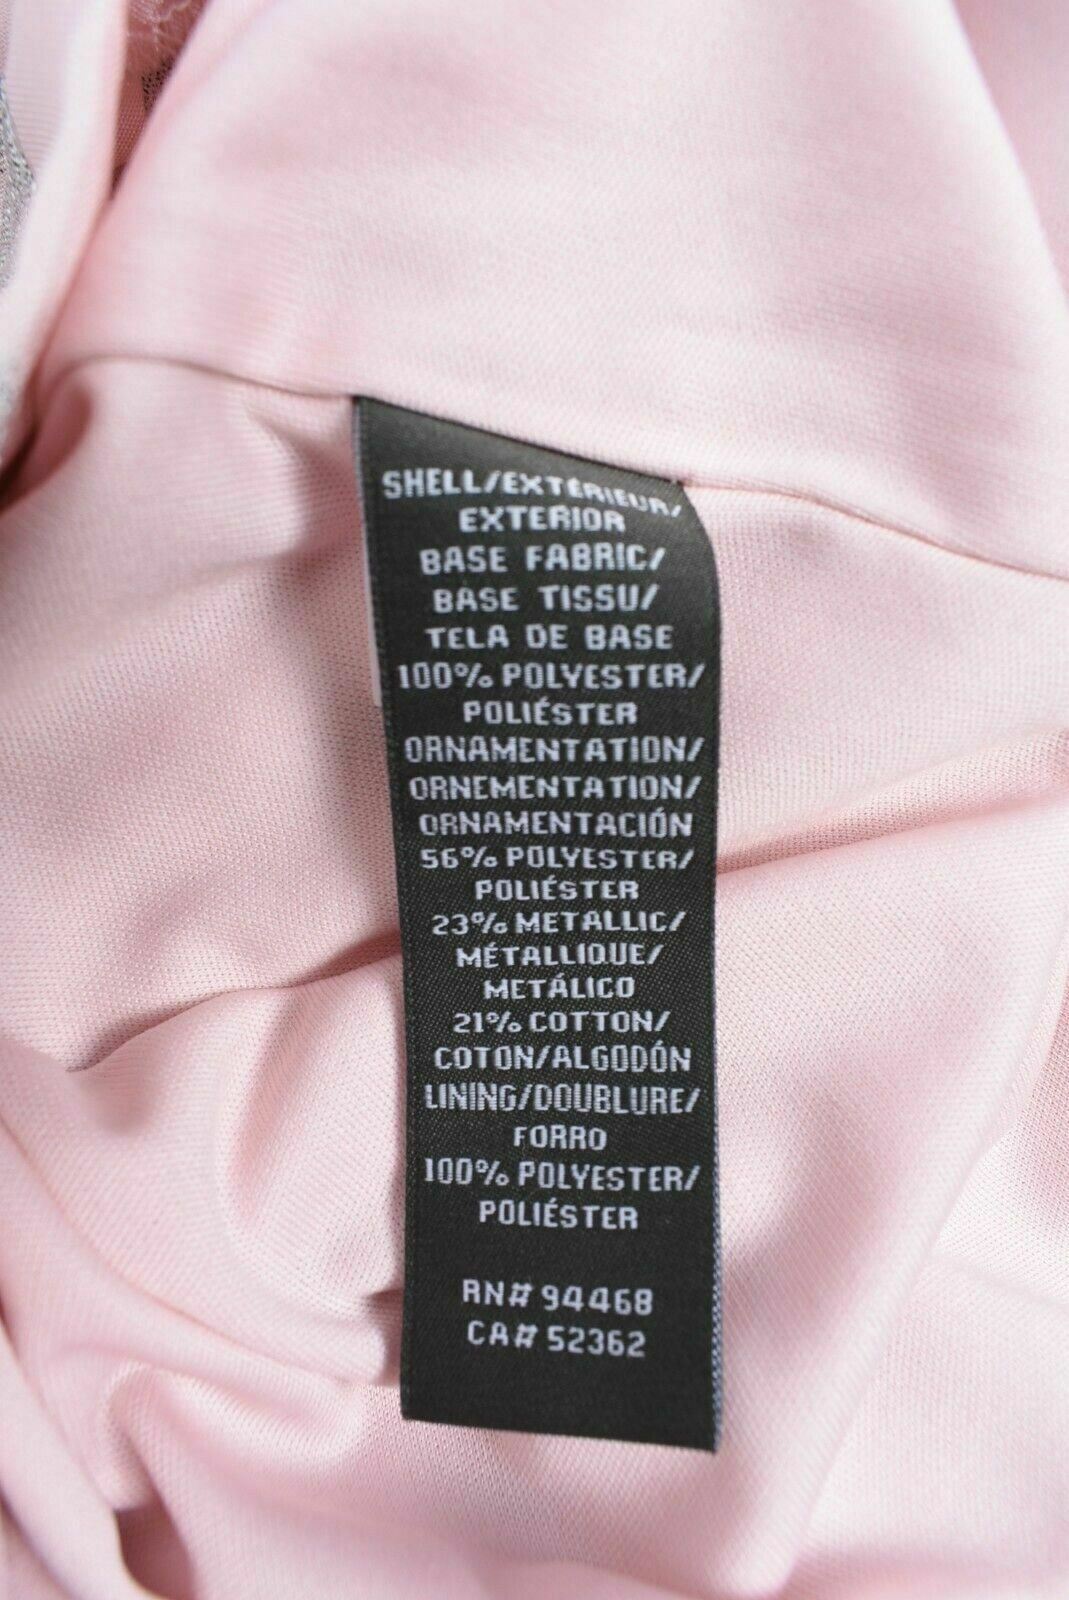 SHELL/EXTÉRIEUR/
EXTERIOR
BASE FABRIC/
BASE TISSU/
TELA DE BASE
100% POLYESTER/
POLIÉSTER
ORNAMENTATION/
ORNEMENTATION/
ORNAMENTACIÓN
56% POLYESTER/
POLIÉSTER
23% METALLIC/
MÉTALLIQUE/
METÁLICO
21% COTTON/
COTON/ALGODÓN
LINING/DOUBLURE/
FORRO
100% POLYESTER/
POLIÉSTER
RN# 94468
CA# 52362